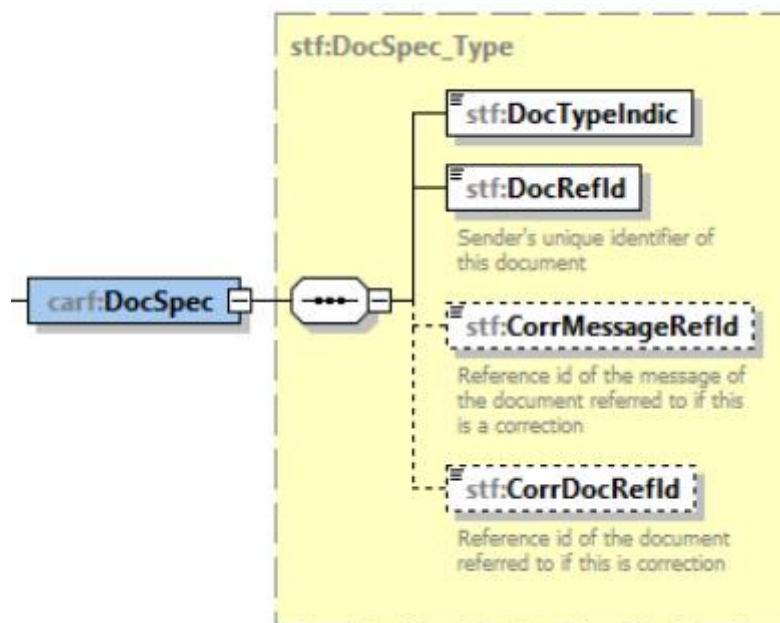 stf:DocSpec_Type
stf:DocTypeIndic
stf:DocRefId
Sender's unique identifier of
this document
carf:DocSpec
stf:CorrMessageRefId
Reference id of the message of
the document referred to if this
is a correction
stf:CorrDocRefId
Reference id of the document
referred to if this is correction